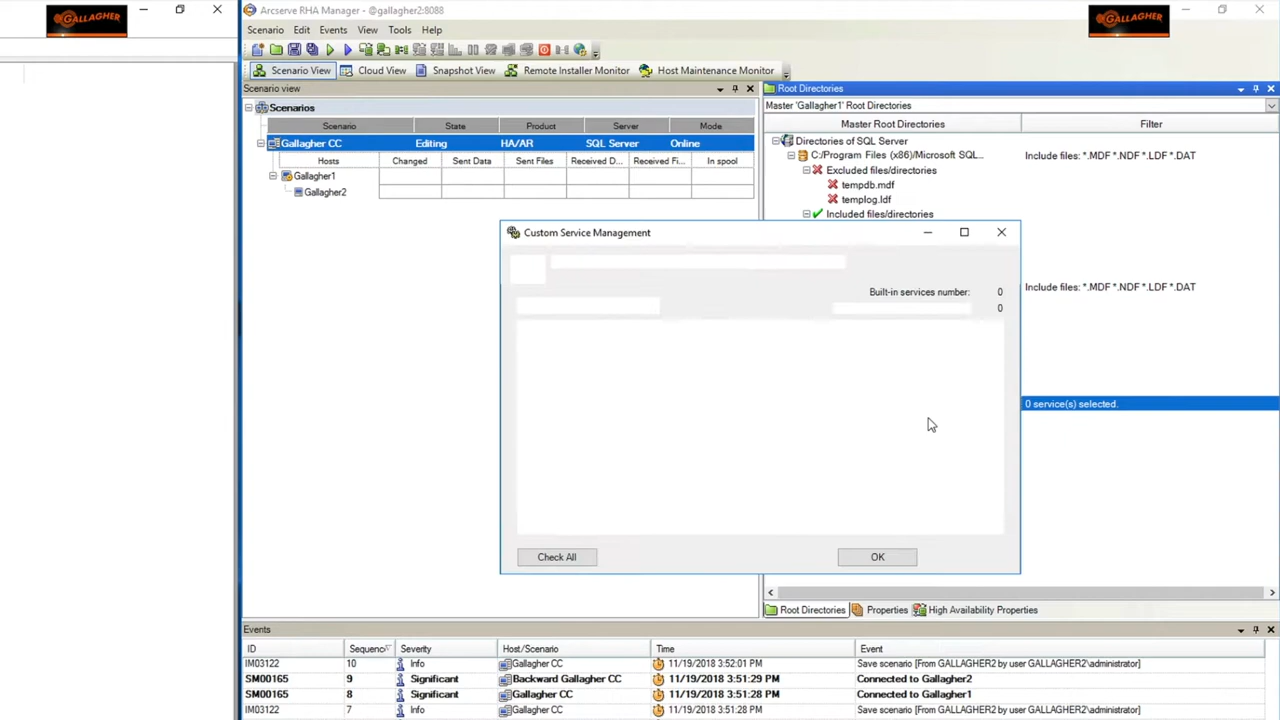 GALLAGHER
Arcserve RHA Manager - @gallagher2:8088
GALLAGHER
Scenario Edit Events View Tools Help
Scenario View Cloud View Snapshot View Remote Installer Monitor Host Maintenance Monitor
Scenario view
Root Directories
Scenarios
Master 'Gallagher1' Root Directories
Scenario State Product Server Mode
Master Root Directories Filter
Gallagher CC Editing HA/AR SQL Server Online
Directories of SQL Server
Hosts Changed Sent Data Sent Files Received D... Received Fi... In spool
C:/Program Files (x86)/Microsoft SQL... Include files: *.MDF *.NDF *.LDF *.DAT
Gallagher1
Excluded files/directories
Gallagher2
tempdb.mdf
templog.ldf
Included files/directories
Custom Service Management
Built-in services number: 0
0
Include files: *.MDF *.NDF *.LDF *.DAT
0 service(s) selected.
Check All OK
Root Directories Properties High Availability Properties
Events
ID Sequenc Severity Host/Scenario Time Event
IM03122 10 Info Gallagher CC 11/19/2018 3:52:01 PM Save scenario [From GALLAGHER2 by user GALLAGHER2\administrator]
SM00165 9 Significant Backward Gallagher CC 11/19/2018 3:51:29 PM Connected to Gallagher2
SM00165 8 Significant Gallagher CC 11/19/2018 3:51:28 PM Connected to Gallagher1
IM03122 7 Info Gallagher CC 11/19/2018 3:51:28 PM Save scenario [From GALLAGHER2 by user GALLAGHER2\administrator]